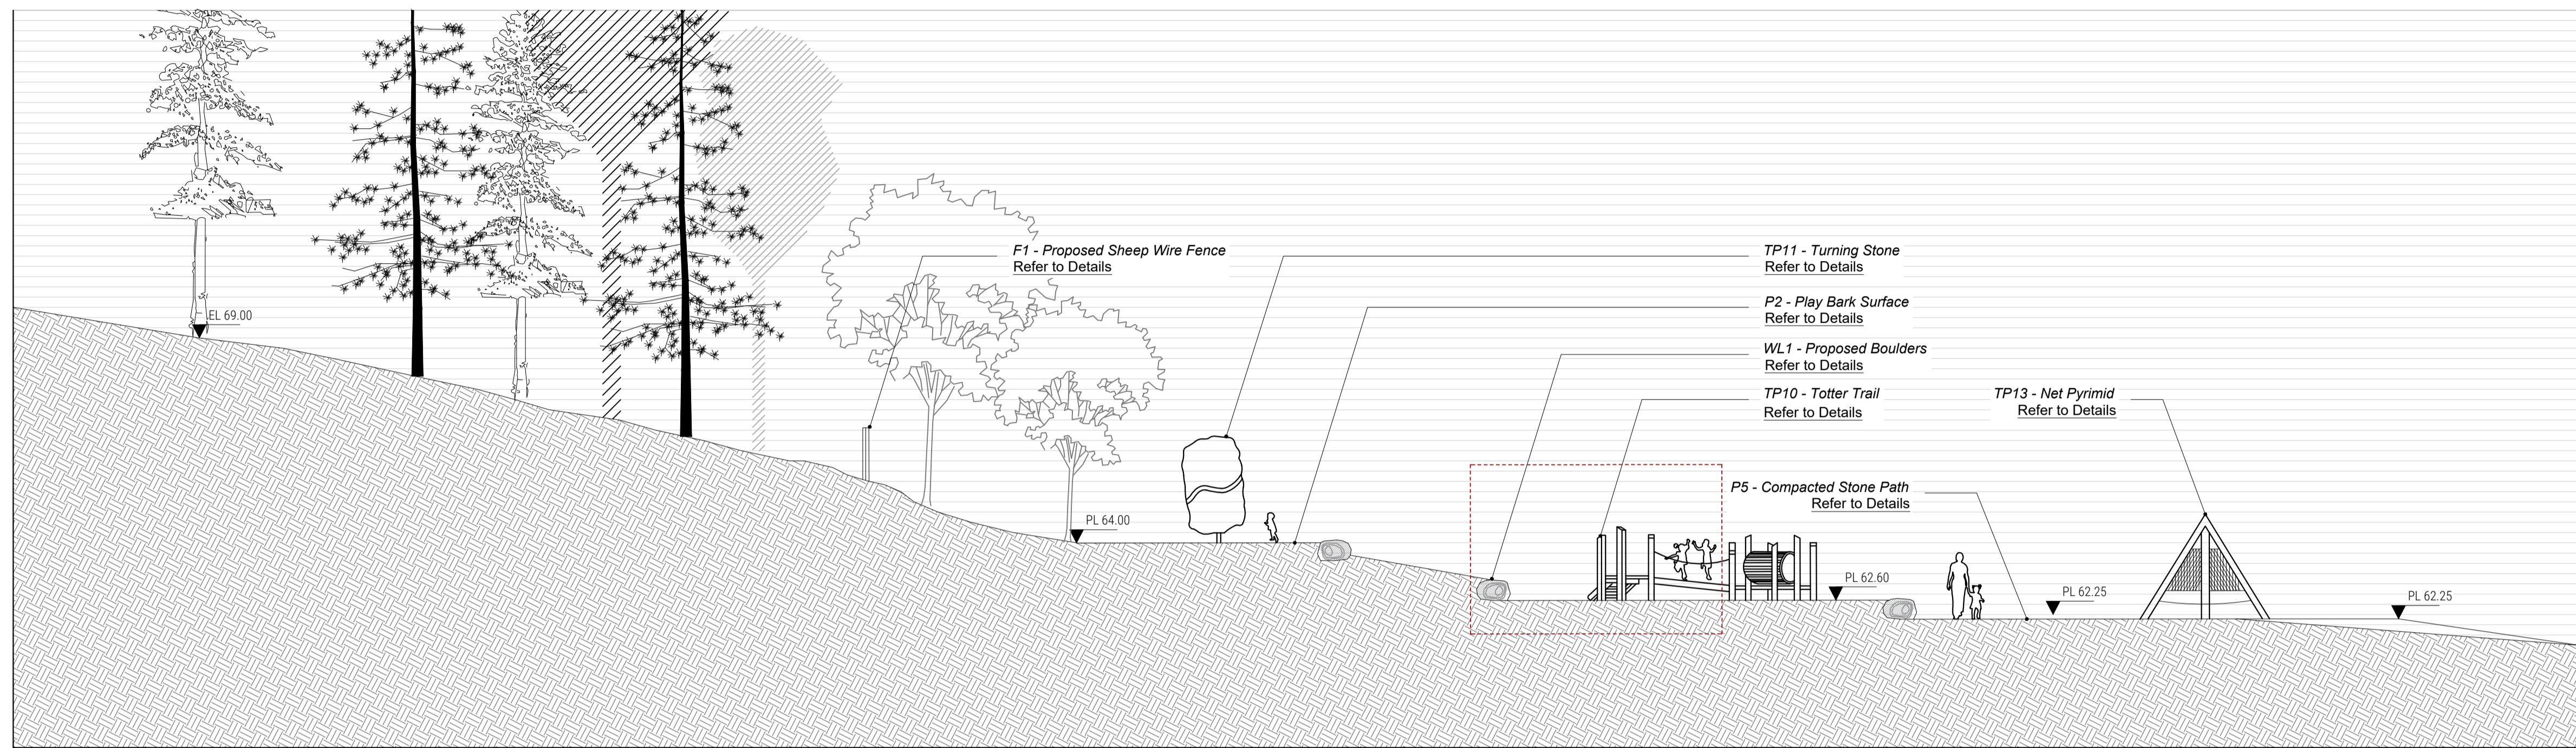 F1 - Proposed Sheep Wire Fence
Refer to Details
TP11 - Turning Stone
Refer to Details
P2 - Play Bark Surface
Refer to Details
WL1 - Proposed Boulders
Refer to Details
TP10 - Totter Trail
Refer to Details
TP13 - Net Pyrimid
Refer to Details
P5 - Compacted Stone Path
Refer to Details
EL 69.00
PL 64.00
PL 62.60
PL 62.25
PL 62.25